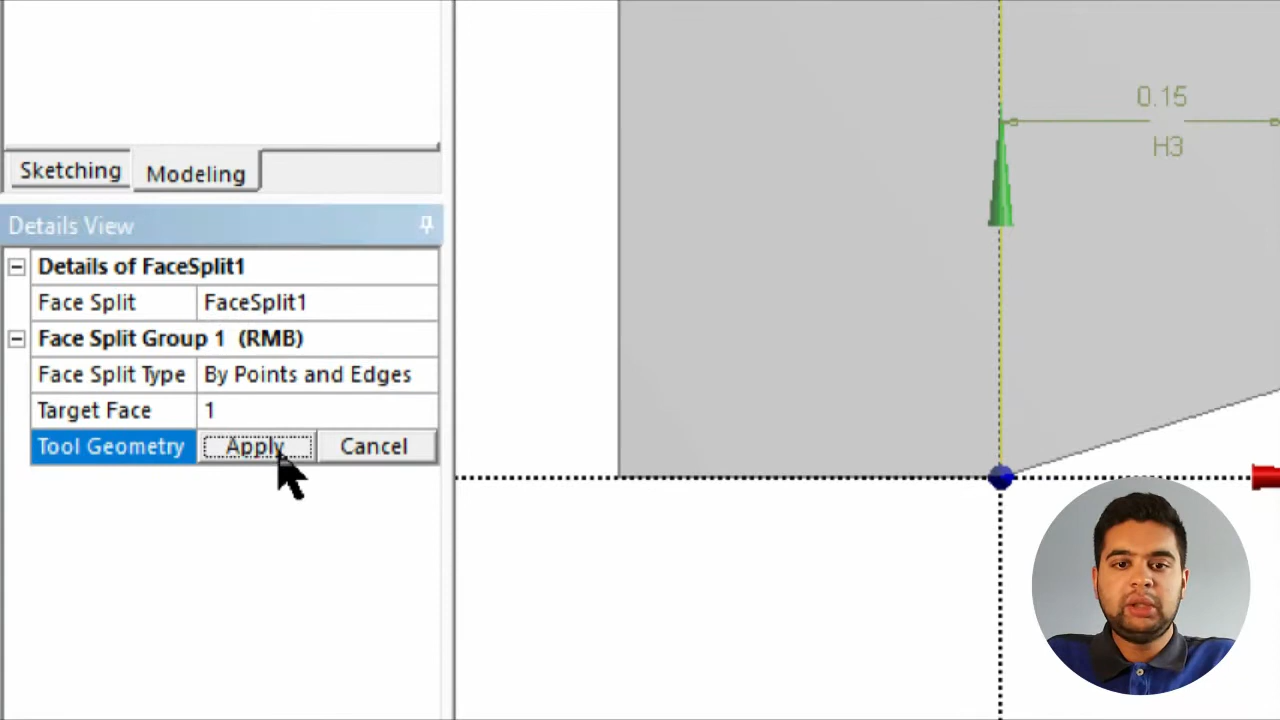 Sketching Modeling
Details View
Details of FaceSplit1
Face Split FaceSplit1
Face Split Group 1 (RMB)
Face Split Type By Points and Edges
Target Face 1
Tool Geometry Apply Cancel
0.15
H3